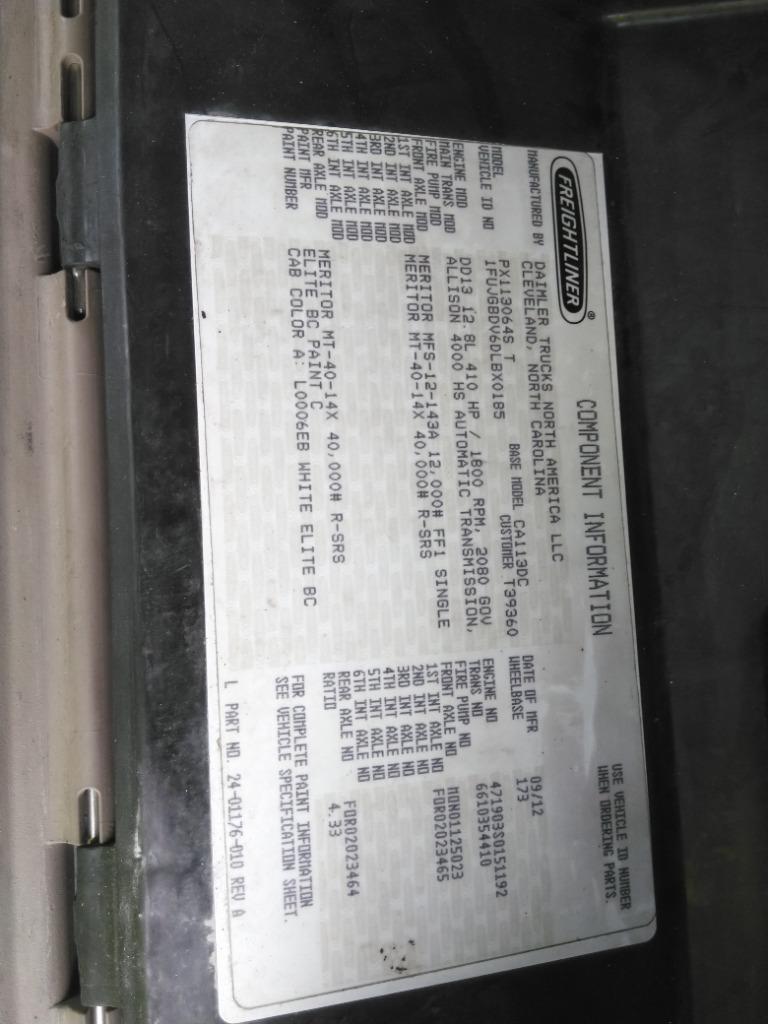 FREIGHTLINER®
COMPONENT INFORMATION
USE VEHICLE ID NUMBER
WHEN ORDERING PARTS.
MANUFACTURED BY DAIMLER TRUCKS NORTH AMERICA LLC
CLEVELAND, NORTH CAROLINA
DATE OF MFR 09/12
MODEL PX113064S T BASE MODEL CA113DC WHEELBASE 173
VEHICLE ID NO 1FUJGBDV6DLBX0185 CUSTOMER T39360
ENGINE MOD DD13 12.8L 410 HP / 1800 RPM, 2080 GOV ENGINE NO 471903S0151192
MAIN TRANS MOD ALLISON 4000 HS AUTOMATIC TRANSMISSION, TRANS NO 6610354410
FIRE PUMP MOD FIRE PUMP NO
FRONT AXLE MOD MERITOR MFS-12-143A 12,000# FF1 SINGLE FRONT AXLE NO MON01125023
1ST INT AXLE MOD MERITOR MT-40-14X 40,000# R-SRS 1ST INT AXLE NO FOR02023465
2ND INT AXLE MOD 2ND INT AXLE NO
3RD INT AXLE MOD 3RD INT AXLE NO
4TH INT AXLE MOD 4TH INT AXLE NO
5TH INT AXLE MOD 5TH INT AXLE NO
6TH INT AXLE MOD 6TH INT AXLE NO
REAR AXLE MOD MERITOR MT-40-14X 40,000# R-SRS REAR AXLE NO FOR02023464
RATIO 4.33
PAINT MFR ELITE BC PAINT C
PAINT NUMBER CAB COLOR A: L0006EB WHITE ELITE BC
FOR COMPLETE PAINT INFORMATION
SEE VEHICLE SPECIFICATION SHEET.
L PART NO. 24-01176-010 REV A